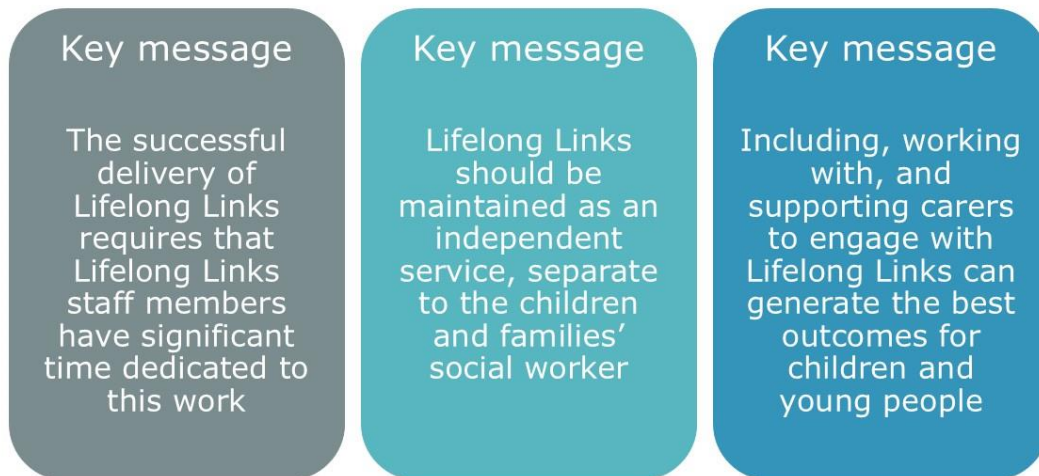 Key message
The successful
delivery of
Lifelong Links
requires that
Lifelong Links
staff members
have significant
time dedicated to
this work
Key message
Lifelong Links
should be
maintained as an
independent
service, separate
to the children
and families’
social worker
Key message
Including, working
with, and
supporting carers
to engage with
Lifelong Links can
generate the best
outcomes for
children and
young people